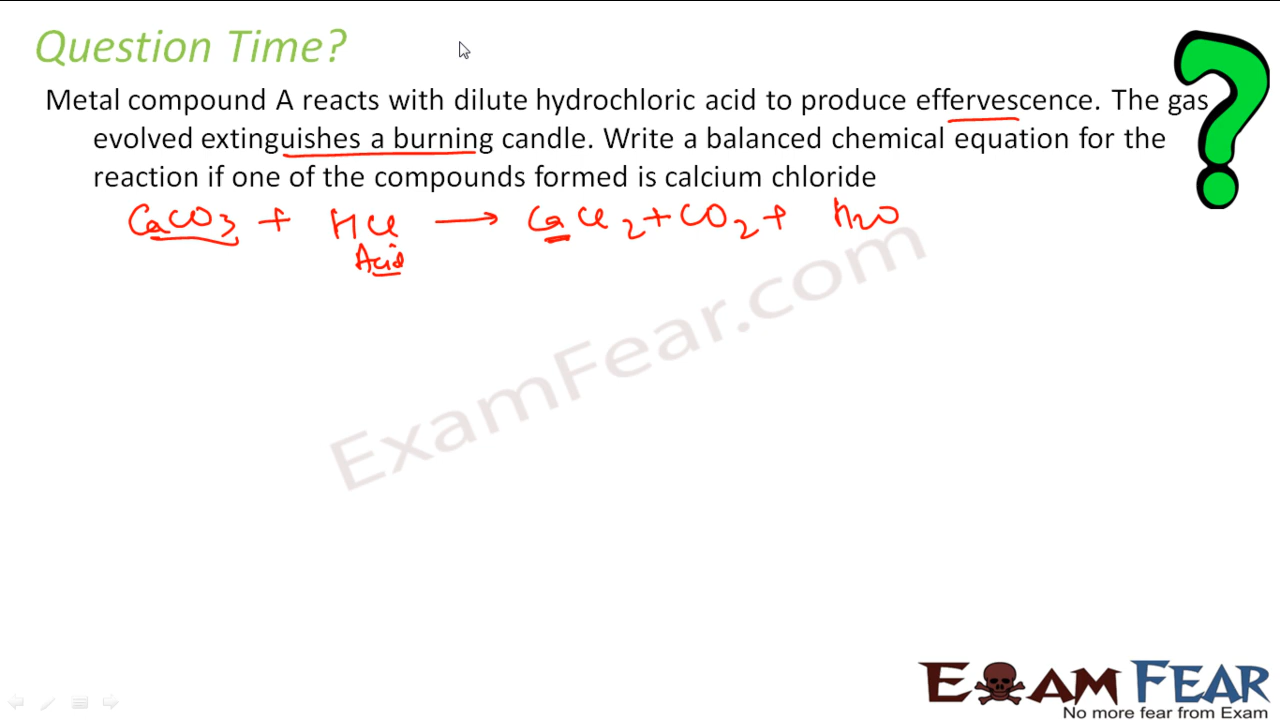 Question Time?
Metal compound A reacts with dilute hydrochloric acid to produce effervescence. The gas
evolved extinguishes a burning candle. Write a balanced chemical equation for the
reaction if one of the compounds formed is calcium chloride
CaCO3 + HCl → CaCl2 + CO2 + H2O
Acid
ExamFear.com
EXAM FEAR
No more fear from Exam